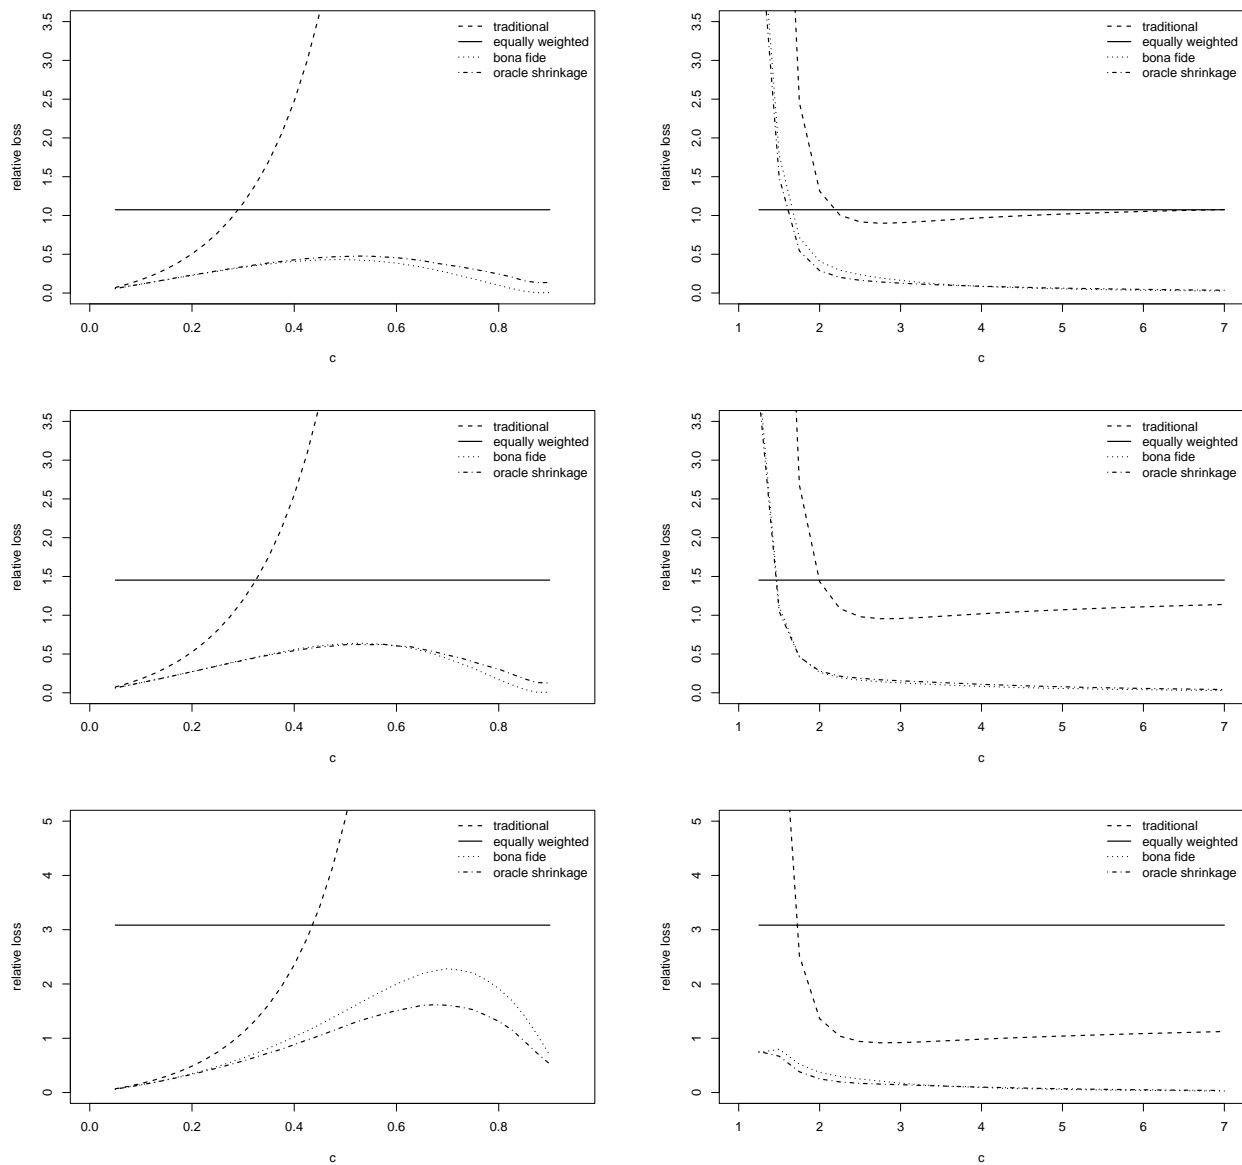 3.5
3.0
2.5
2.0
1.5
1.0
0.5
0.0
relative loss
traditional
equally weighted
bona fide
oracle shrinkage
0.0 0.2 0.4 0.6 0.8
c
3.5
3.0
2.5
2.0
1.5
1.0
0.5
0.0
relative loss
traditional
equally weighted
bona fide
oracle shrinkage
1 2 3 4 5 6 7
c
3.5
3.0
2.5
2.0
1.5
1.0
0.5
0.0
relative loss
traditional
equally weighted
bona fide
oracle shrinkage
0.0 0.2 0.4 0.6 0.8
c
3.5
3.0
2.5
2.0
1.5
1.0
0.5
0.0
relative loss
traditional
equally weighted
bona fide
oracle shrinkage
1 2 3 4 5 6 7
c
5
4
3
2
1
0
relative loss
traditional
equally weighted
bona fide
oracle shrinkage
0.0 0.2 0.4 0.6 0.8
c
5
4
3
2
1
0
relative loss
traditional
equally weighted
bona fide
oracle shrinkage
1 2 3 4 5 6 7
c